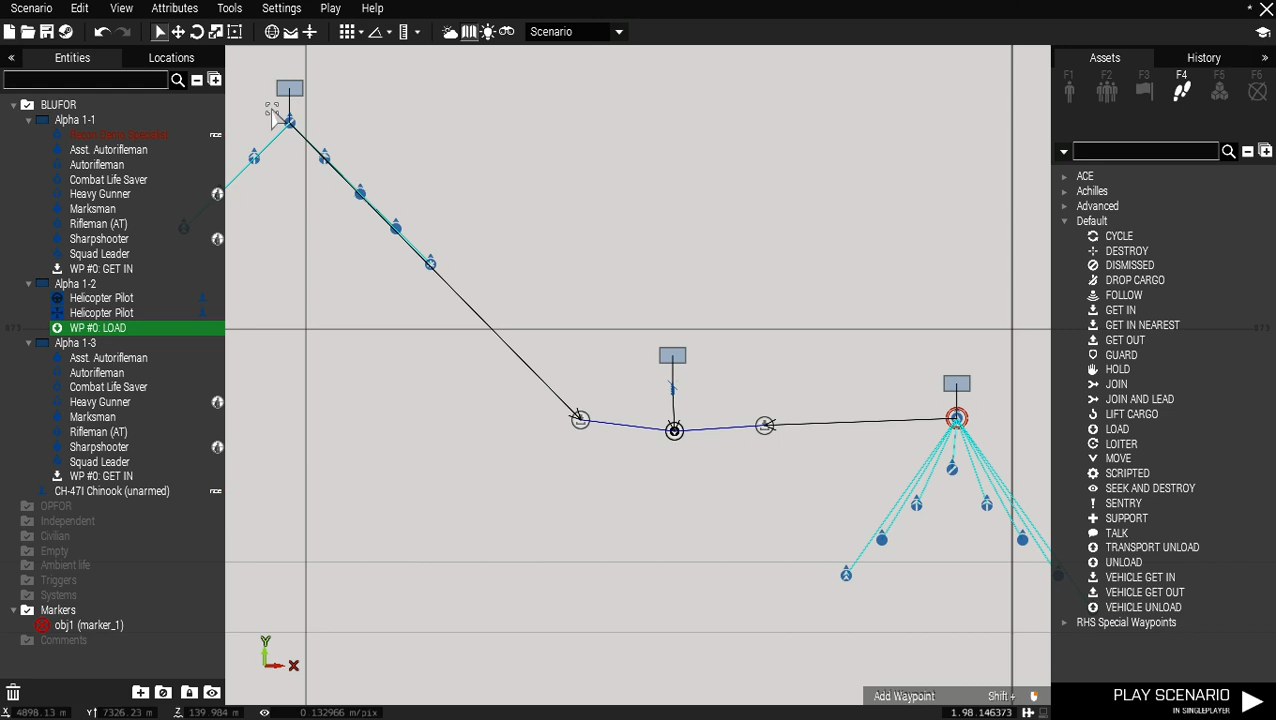 Scenario Edit View Attributes Tools Settings Play Help
Scenario
Entities Locations
BLUFOR
Alpha 1-1
Asst. Autorifleman
Autorifleman
Combat Life Saver
Heavy Gunner
Marksman
Rifleman (AT)
Sharpshooter
Squad Leader
WP #0: GET IN
Alpha 1-2
Helicopter Pilot
Helicopter Pilot
WP #0: LOAD
Alpha 1-3
Asst. Autorifleman
Autorifleman
Combat Life Saver
Heavy Gunner
Marksman
Rifleman (AT)
Sharpshooter
Squad Leader
WP #0: GET IN
CH-47I Chinook (unarmed)
OPFOR
Independent
Civilian
Empty
Ambient life
Triggers
Systems
Markers
obj1 (marker_1)
Comments
Y
X
Add Waypoint Shift+
Assets History
F1 F2 F3 F4 F5 F6
ACE
Achilles
Advanced
Default
CYCLE
DESTROY
DISMISSED
DROP CARGO
FOLLOW
GET IN
GET IN NEAREST
GET OUT
GUARD
HOLD
JOIN
JOIN AND LEAD
LIFT CARGO
LOAD
LOITER
MOVE
SCRIPTED
SEEK AND DESTROY
SENTRY
SUPPORT
TALK
TRANSPORT UNLOAD
UNLOAD
VEHICLE GET IN
VEHICLE GET OUT
VEHICLE UNLOAD
RHS Special Waypoints
PLAY SCENARIO
IN SINGLEPLAYER
X 4898.13 m Y 7326.23 m Z 139.984 m 0.132966 m/pix 1.98.146373